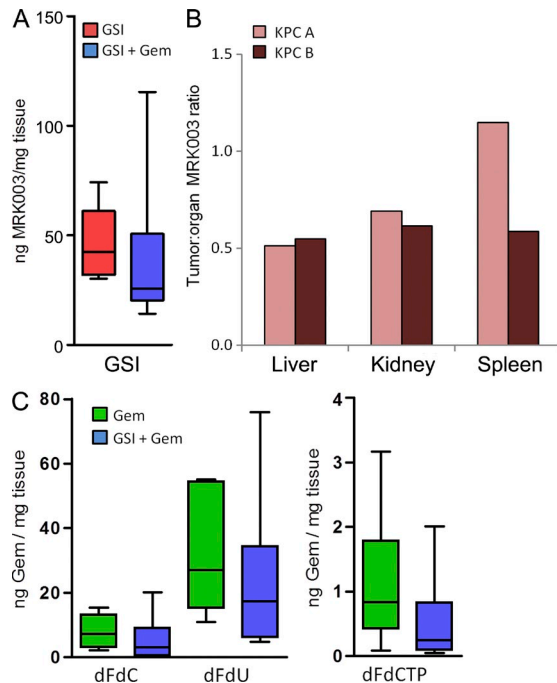 A
GSI
GSI + Gem
ng MRK003/mg tissue
150
100
50
0
GSI
B
KPC A
KPC B
Tumor:organ MRK003 ratio
1.5
1.0
0.5
0.0
Liver Kidney Spleen
C
Gem
GSI + Gem
ng Gem / mg tissue
80
60
40
20
0
dFdC dFdU
ng Gem / mg tissue
4
3
2
1
0
dFdCTP